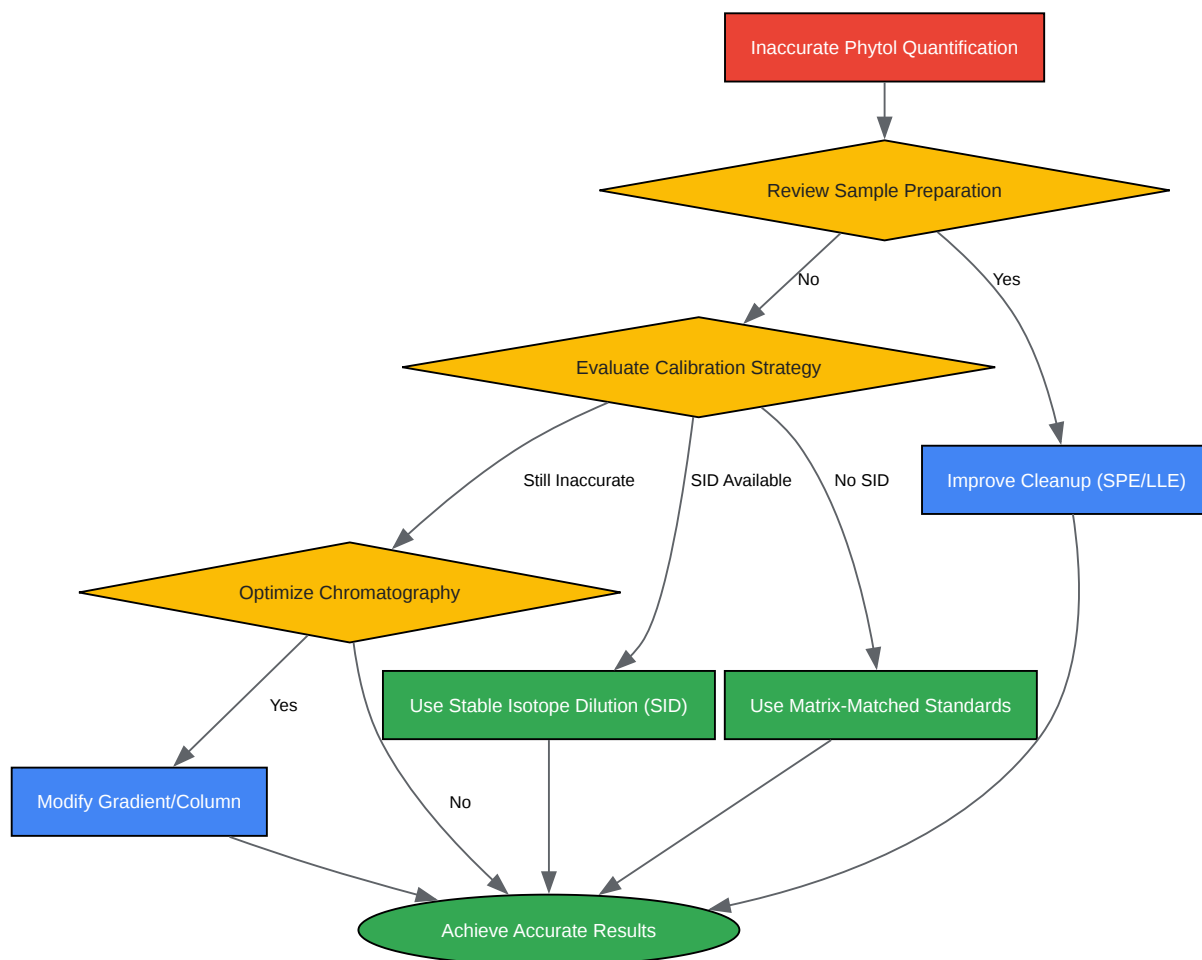 Inaccurate Phytol Quantification
Review Sample Preparation
No
Yes
Evaluate Calibration Strategy
Still Inaccurate
SID Available
No SID
Improve Cleanup (SPE/LLE)
Optimize Chromatography
Yes
Use Stable Isotope Dilution (SID)
Use Matrix-Matched Standards
Modify Gradient/Column
No
Achieve Accurate Results